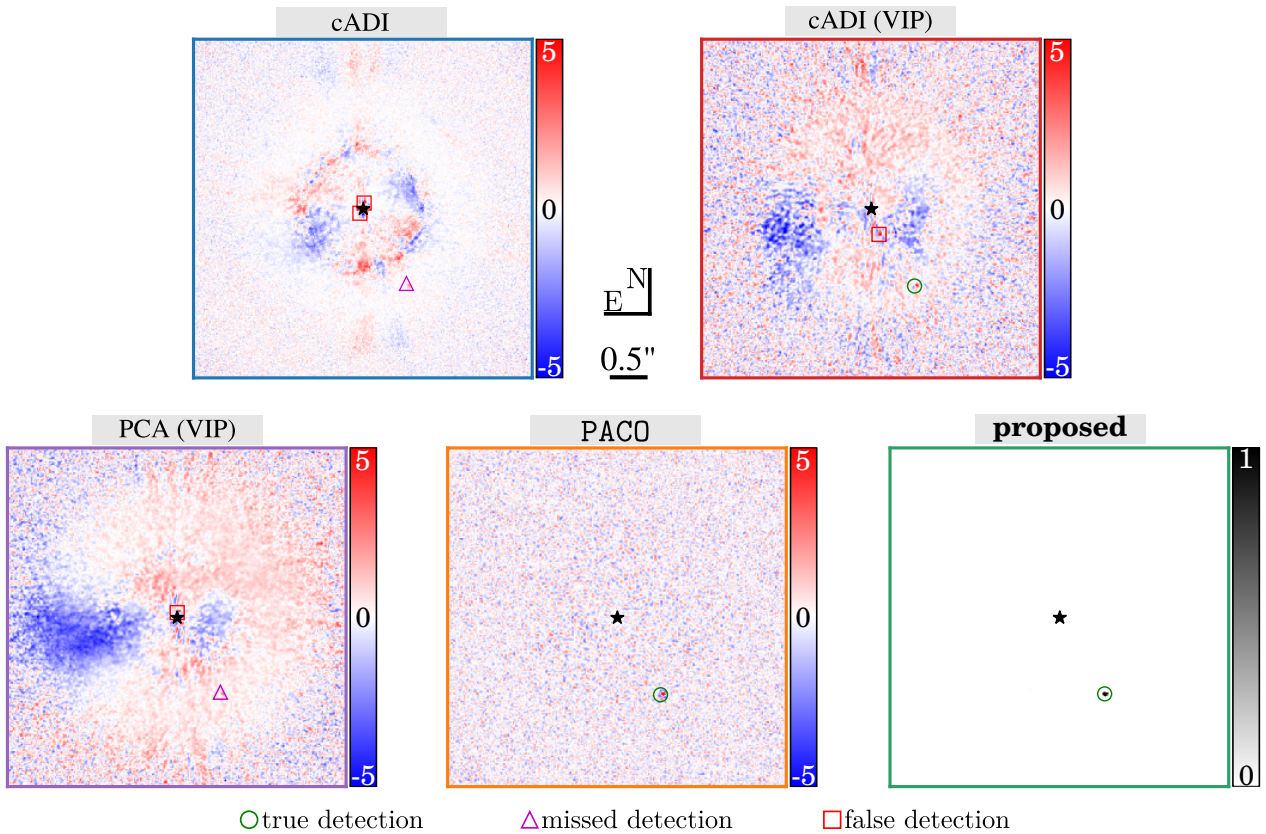 cADI
cADI (VIP)
5
0
-5
5
0
-5
N
E
0.5"
PCA (VIP)
PACO
proposed
5
0
-5
5
0
-5
1
0
true detection
missed detection
false detection